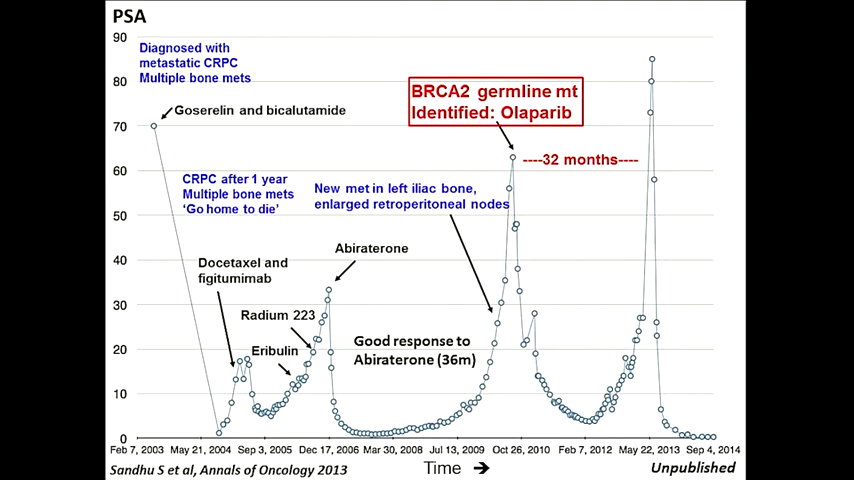 PSA
90
80
70
60
50
40
30
20
10
0
Diagnosed with
metastatic CRPC
Multiple bone mets
Goserelin and bicalutamide
BRCA2 germline mt
Identified: Olaparib
----32 months----
CRPC after 1 year
Multiple bone mets
‘Go home to die’
New met in left iliac bone,
enlarged retroperitoneal nodes
Docetaxel and
figitumimab
Abiraterone
Radium 223
Eribulin
Good response to
Abiraterone (36m)
Feb 7, 2003 May 21, 2004 Sep 3, 2005 Dec 17, 2006 Mar 30, 2008 Jul 13, 2009 Oct 26, 2010 Feb 7, 2012 May 22, 2013 Sep 4, 2014
Sandhu S et al, Annals of Oncology 2013
Time
Unpublished